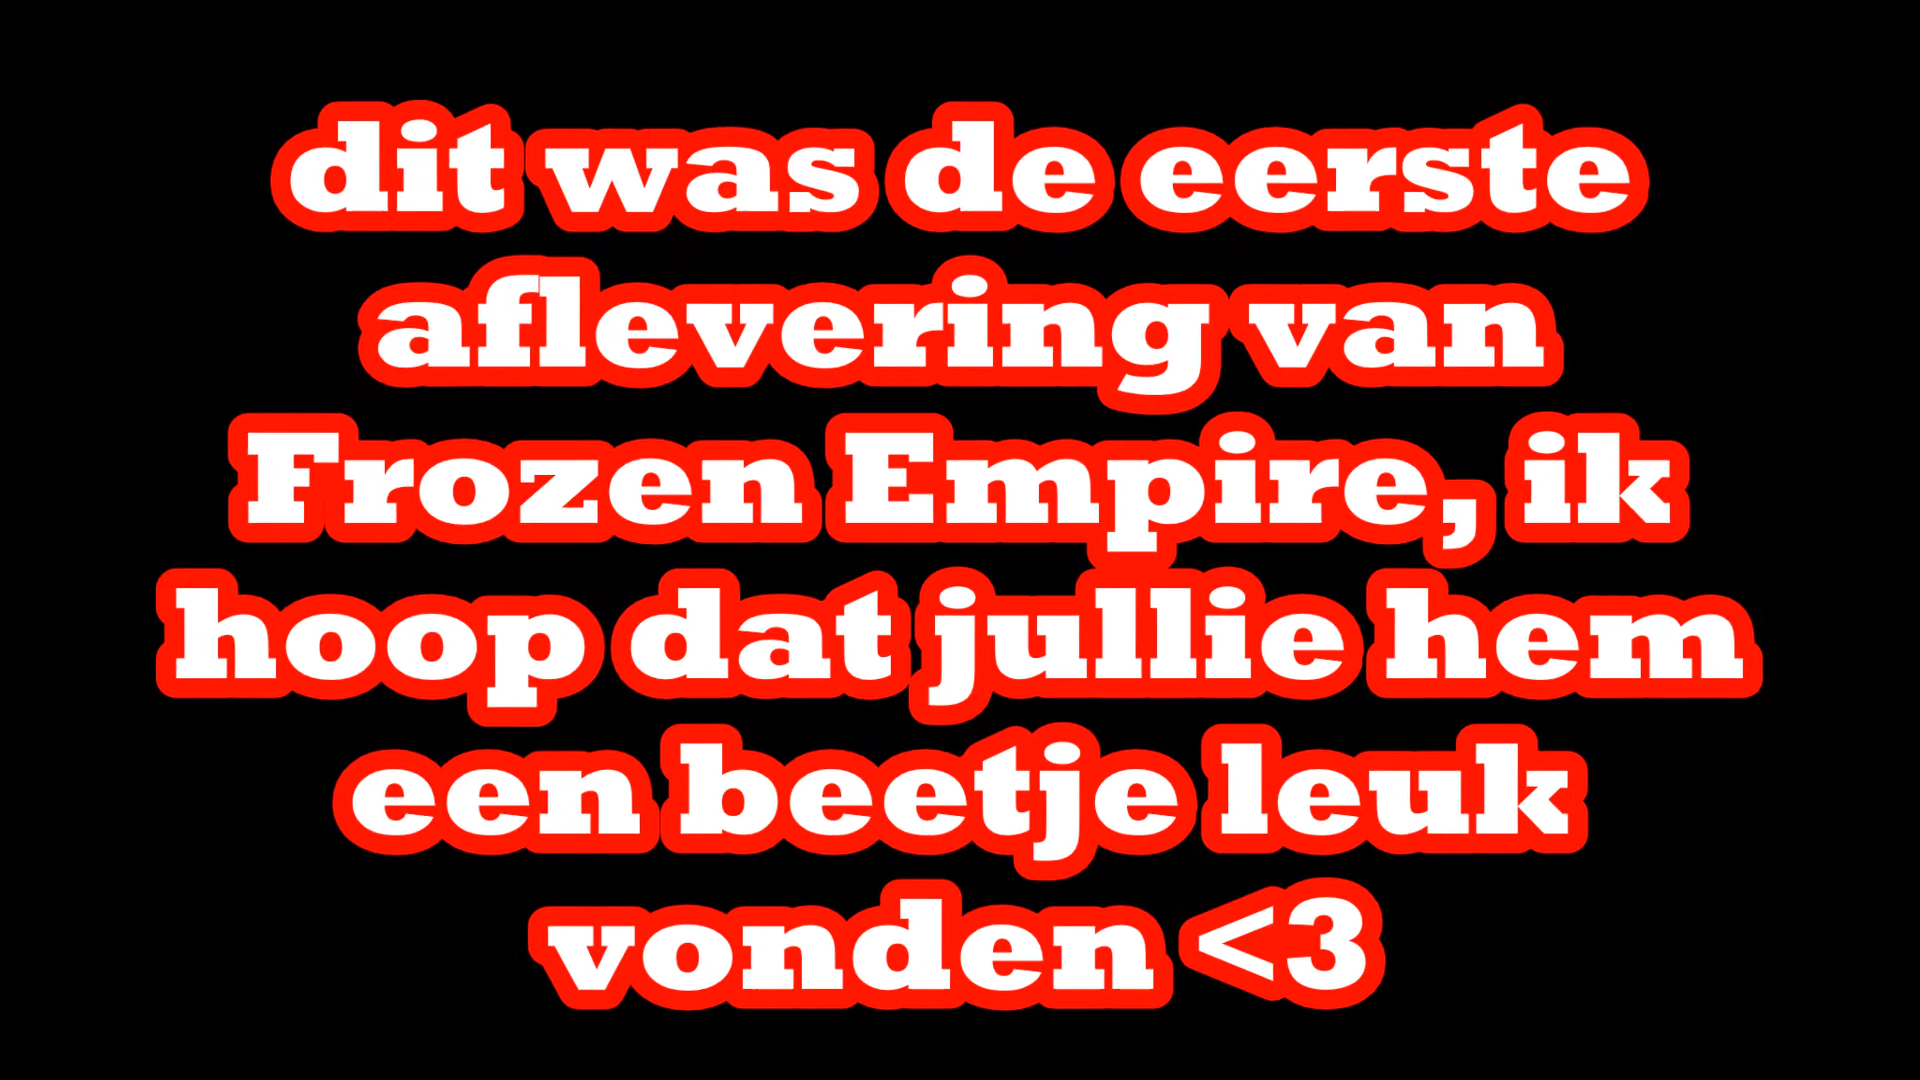 dit was de eerste
aflevering van
Frozen Empire, ik
hoop dat jullie hem
een beetje leuk
vonden <3